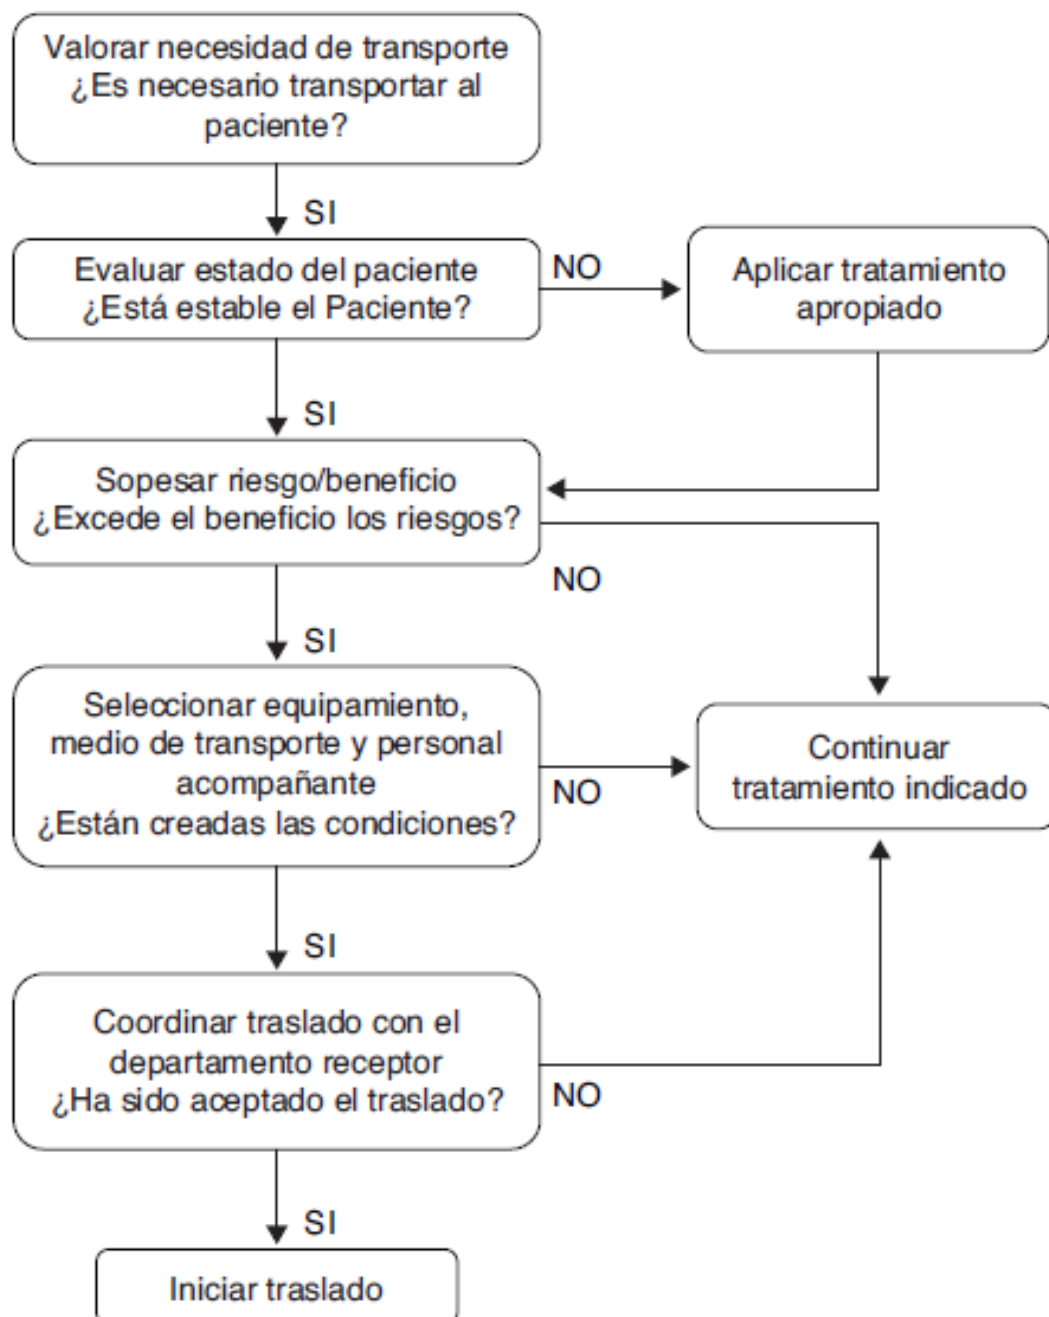 Valorar necesidad de transporte
¿Es necesario transportar al
paciente?
SI
Evaluar estado del paciente
¿Está estable el Paciente?
NO
Aplicar tratamiento
apropiado
SI
Sopesar riesgo/beneficio
¿Excede el beneficio los riesgos?
NO
SI
Seleccionar equipamiento,
medio de transporte y personal
acompañante
¿Están creadas las condiciones?
NO
Continuar
tratamiento indicado
SI
Coordinar traslado con el
departamento receptor
¿Ha sido aceptado el traslado?
NO
SI
Iniciar traslado